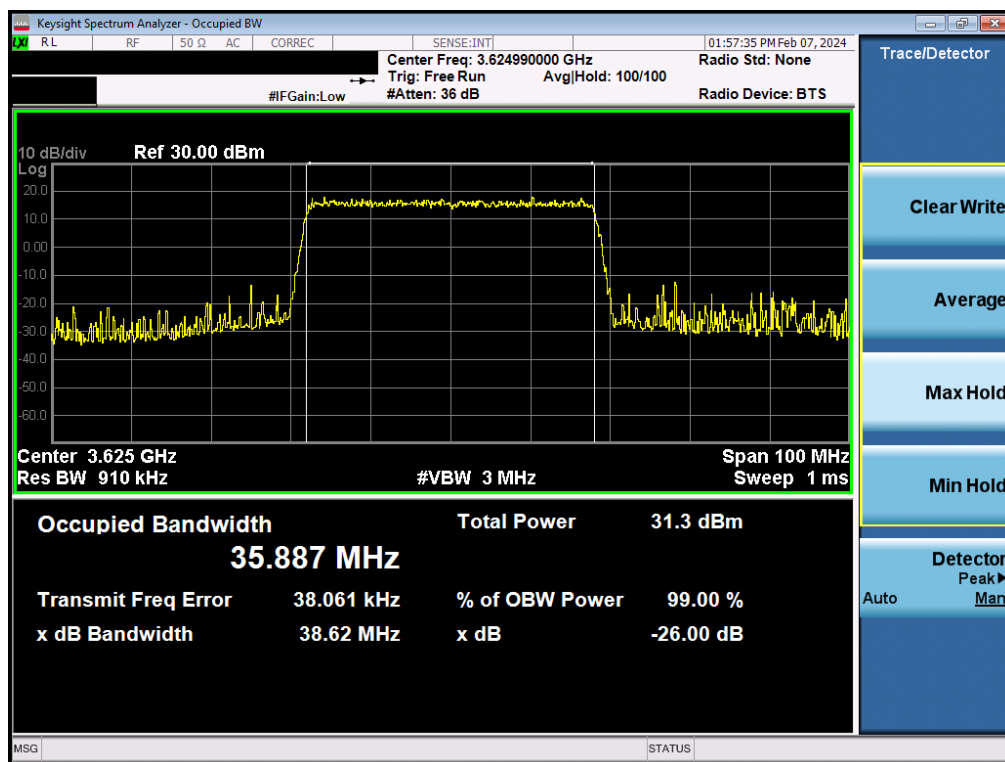 Keysight Spectrum Analyzer - Occupied BW
LXI RL RF 50 Ω AC CORREC SENSE:INT 01:57:35 PM Feb 07, 2024
Center Freq: 3.624990000 GHz Radio Std: None
Trig: Free Run Avg|Hold: 100/100
#IFGain:Low #Atten: 36 dB Radio Device: BTS
10 dB/div Ref 30.00 dBm
Log
20.0
10.0
0.00
-10.0
-20.0
-30.0
-40.0
-50.0
-60.0
Center 3.625 GHz Span 100 MHz
Res BW 910 kHz #VBW 3 MHz Sweep 1 ms
Occupied Bandwidth Total Power 31.3 dBm
35.887 MHz
Transmit Freq Error 38.061 kHz % of OBW Power 99.00 %
x dB Bandwidth 38.62 MHz x dB -26.00 dB
MSG STATUS
Trace/Detector
Clear Write
Average
Max Hold
Min Hold
Detector
Peak▶
Auto Man